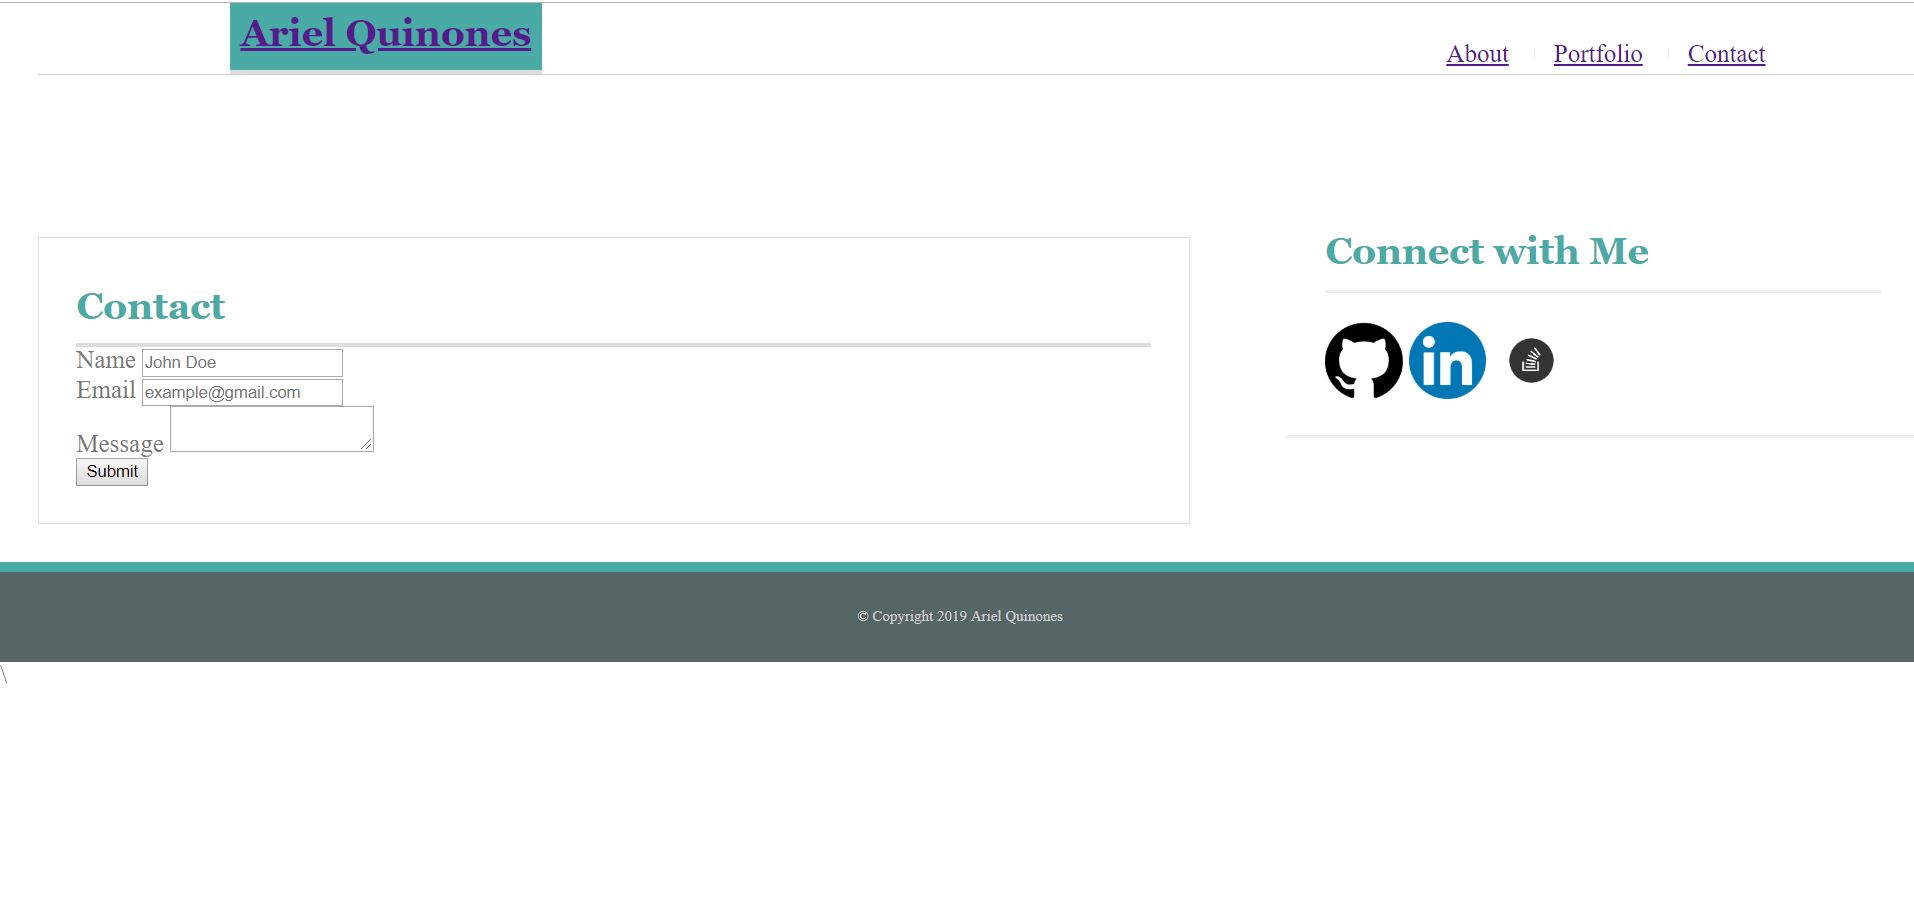 Ariel Quinones
About Portfolio Contact
Connect with Me
Contact
Name John Doe
Email example@gmail.com
Message
Submit
in
© Copyright 2019 Ariel Quinones
\